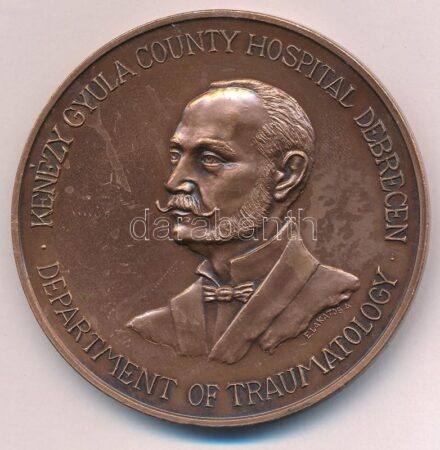 · KENÉZY GYULA COUNTY HOSPITAL DEBRECEN ·
DEPARTMENT OF TRAUMATOLOGY
darabanth